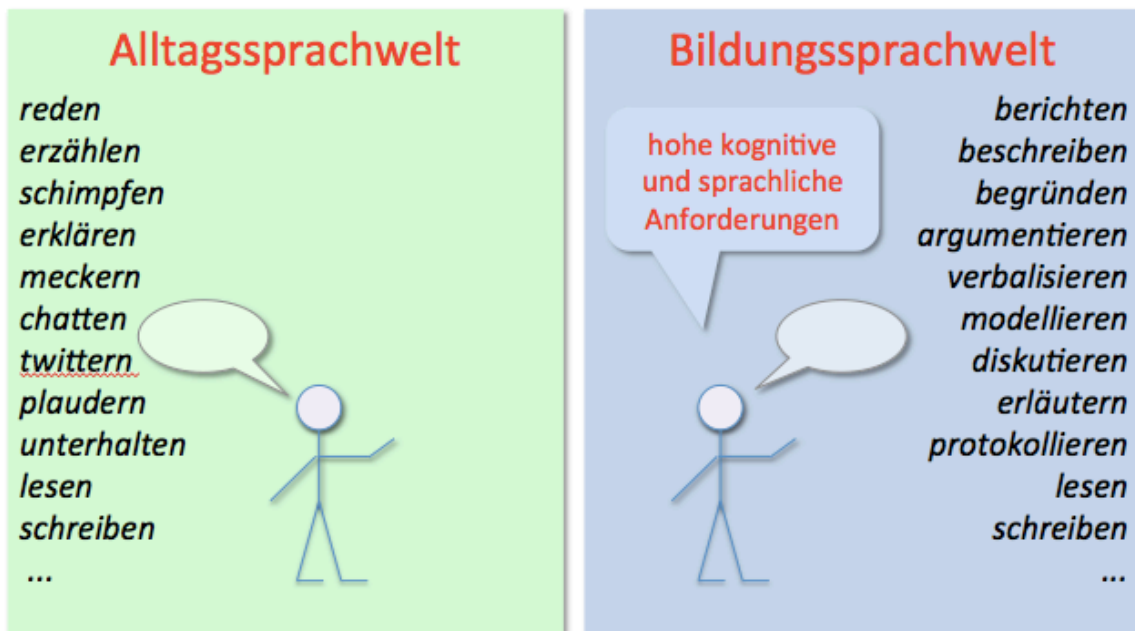 Alltagssprachwelt
reden
erzählen
schimpfen
erklären
meckern
chatten
twittern
plaudern
unterhalten
lesen
schreiben
...
Bildungssprachwelt
hohe kognitive
und sprachliche
Anforderungen
berichten
beschreiben
begründen
argumentieren
verbalisieren
modellieren
diskutieren
erläutern
protokollieren
lesen
schreiben
...